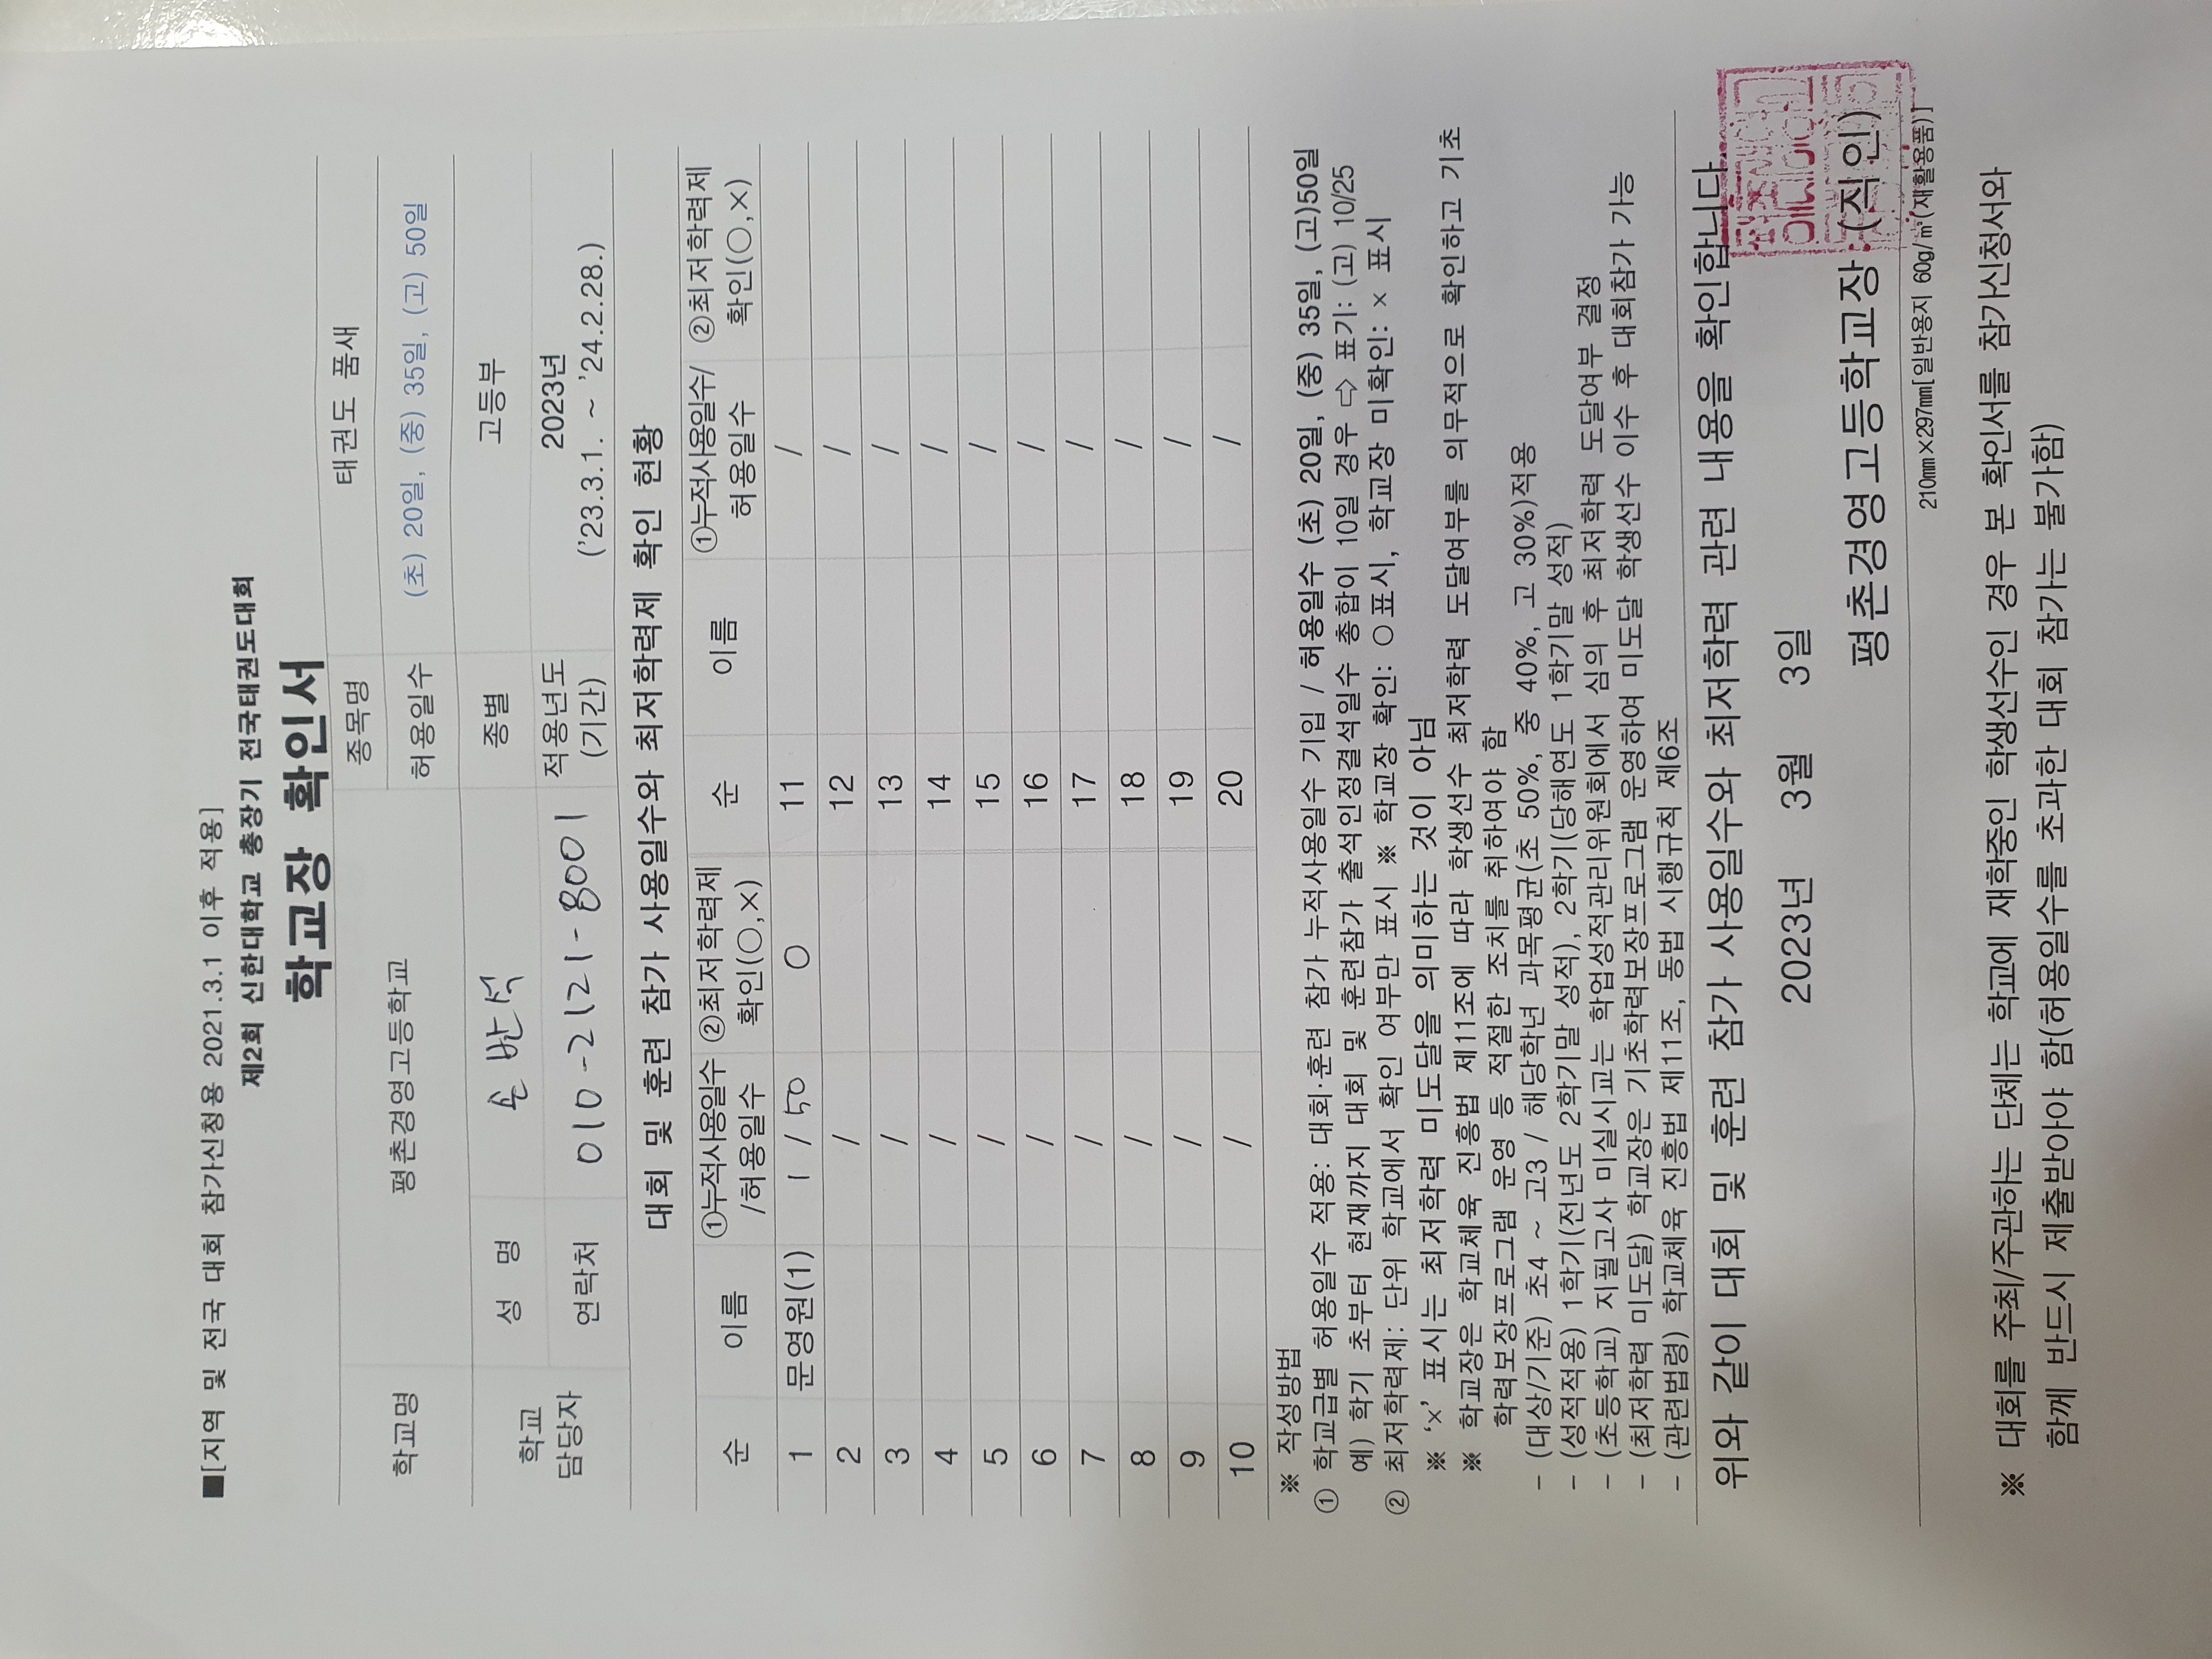 ■[지역 및 전국 대회 참가신청용 2021.3.1 이후 적용]
제2회 신한대학교 총장기 전국태권도대회
학교장 확인서
학교명 평촌경영고등학교 종목명 태권도 품새
허용일수 (초) 20일, (중) 35일, (고) 50일
학교 담당자 성 명 손반석 종별 고등부
연락처 010-2121-8001 적용년도 (기간) 2023년 ('23.3.1. ~ '24.2.28.)
대회 및 훈련 참가 사용일수와 최저학력제 확인 현황
순 이름 ①누적사용일수 /허용일수 ②최저학력제 확인(○,×) 순 이름 ①누적사용일수/ 허용일수 ②최저학력제 확인(○,×)
1 문영원(1) 1 / 50 ○ 11 /
2 / 12 /
3 / 13 /
4 / 14 /
5 / 15 /
6 / 16 /
7 / 17 /
8 / 18 /
9 / 19 /
10 / 20 /
※ 작성방법
① 학교급별 허용일수 적용: 대회·훈련 참가 누적사용일수 기입 / 허용일수 (초) 20일, (중) 35일, (고)50일
예) 학기 초부터 현재까지 대회 및 훈련참가 출석인정결석일수 총합이 10일 경우 ⇨ 표기: (고) 10/25
② 최저학력제: 단위 학교에서 확인 여부만 표시 ※ 학교장 확인: ○표시, 학교장 미확인: × 표시
※ '×' 표시는 최저학력 미도달을 의미하는 것이 아님
※ 학교장은 학교체육 진흥법 제11조에 따라 학생선수 최저학력 도달여부를 의무적으로 확인하고 기초
학력보장프로그램 운영 등 적절한 조치를 취하여야 함
- (대상/기준) 초4 ~ 고3 / 해당학년 과목평균(초 50%, 중 40%, 고 30%)적용
- (성적적용) 1학기(전년도 2학기말 성적), 2학기(당해연도 1학기말 성적)
- (초등학교) 지필고사 미실시교는 학업성적관리위원회에서 심의 후 최저학력 도달여부 결정
- (최저학력 미도달) 학교장은 기초학력보장프로그램 운영하여 미도달 학생선수 이수 후 대회참가 가능
- (관련법령) 학교체육 진흥법 제11조, 동법 시행규칙 제6조
위와 같이 대회 및 훈련 참가 사용일수와 최저학력 관련 내용을 확인합니다.
2023년 3월 3일
평촌경영고등학교장 (직인)
210㎜×297㎜[일반용지 60g/㎡(재활용품)]
※ 대회를 주최/주관하는 단체는 학교에 재학중인 학생선수인 경우 본 확인서를 참가신청서와
함께 반드시 제출받아야 함(허용일수를 초과한 대회 참가는 불가함)